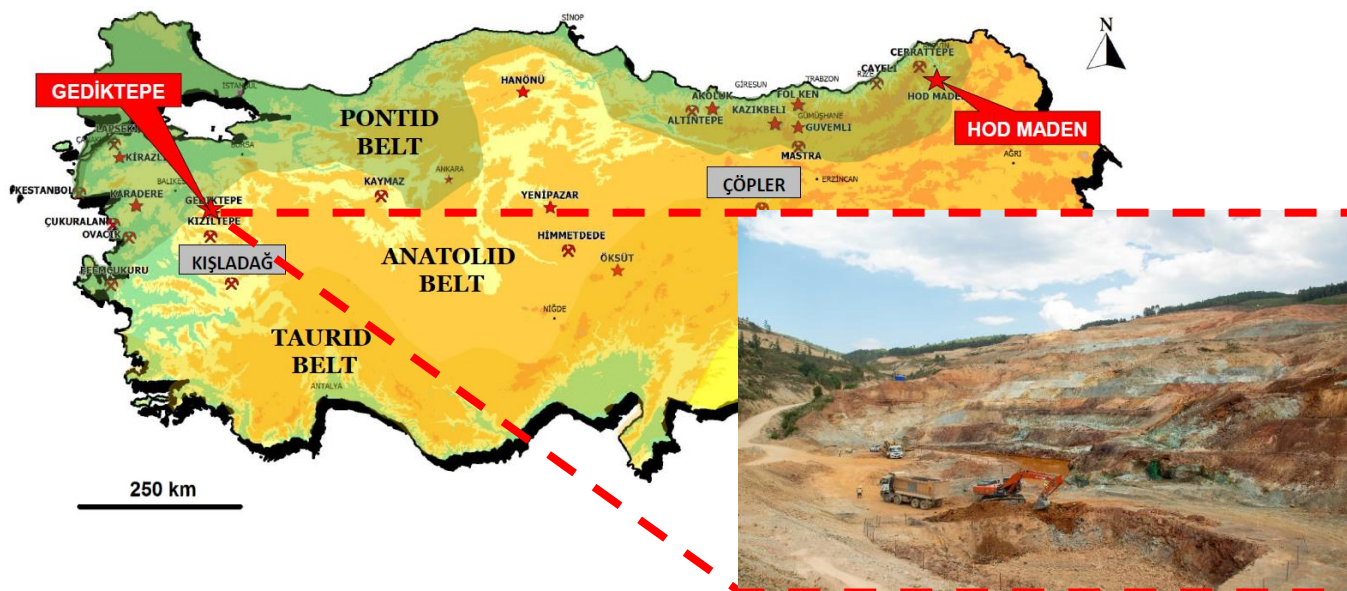 SİNOP
N
GEDİKTEPE
İSTANBUL
HANÖNÜ
CERRATTEPE
ÇAYELİ
RİZE
TRABZON
GİRESUN
AKOLUK
FOL KEN
HOD MADEN
ALTINTEPE
KAZIKBELİ
GÜMÜŞHANE
GUVEMLİ
HOD MADEN
PONTID
BELT
LAPSEKİ
KİRAZLI
BURSA
MASTRA
AĞRI
ANKARA
ÇÖPLER
ERZİNCAN
KESTANBOL
BALIKES
KARADERE
GEDİKTEPE
KAYMAZ
YENİPAZAR
ÇUKURALANI
OVACIK
KIZILTEPE
HİMMETDEDE
KIŞLADAĞ
ANATOLID
BELT
ÖKSÜT
EFEMÇUKURU
NİĞDE
TAURID
BELT
ANTALYA
250 km